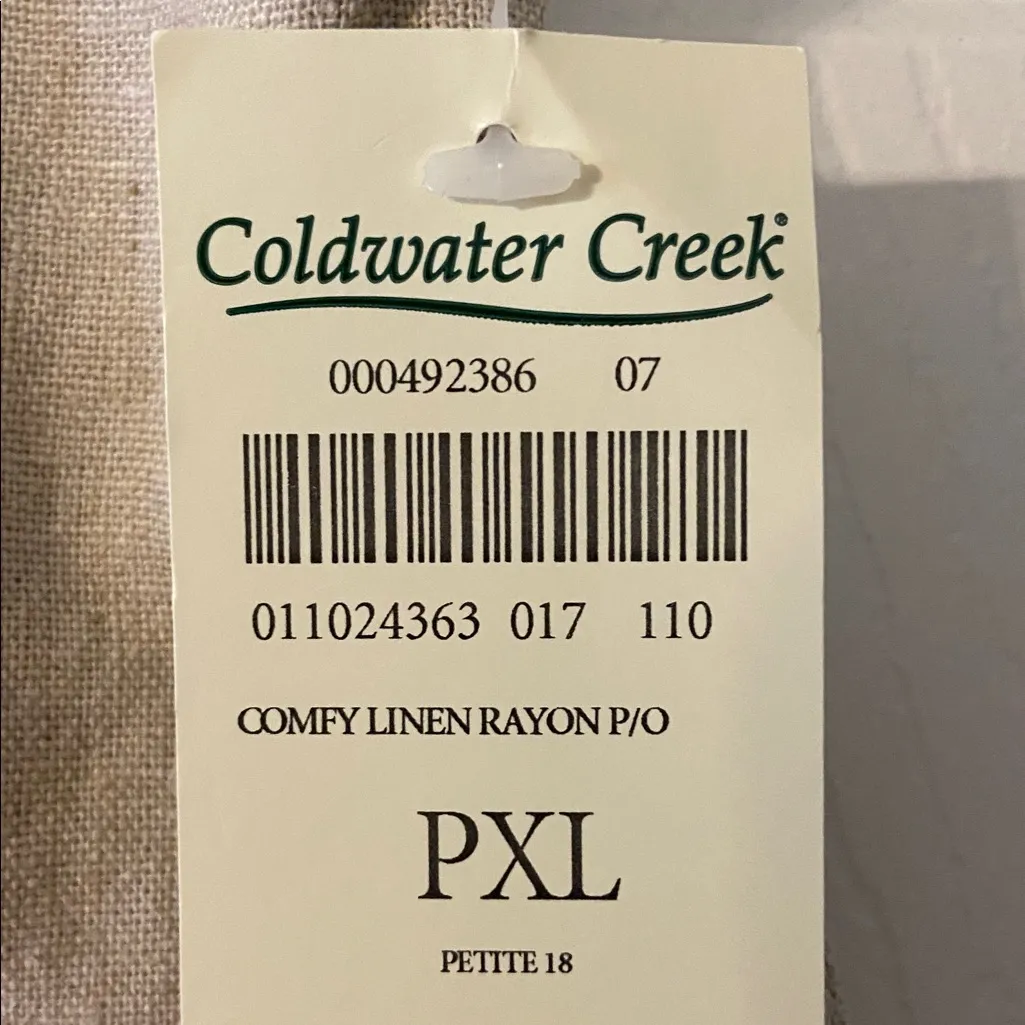 Coldwater Creek®
000492386 07
011024363 017 110
COMFY LINEN RAYON P/O
PXL
PETITE 18